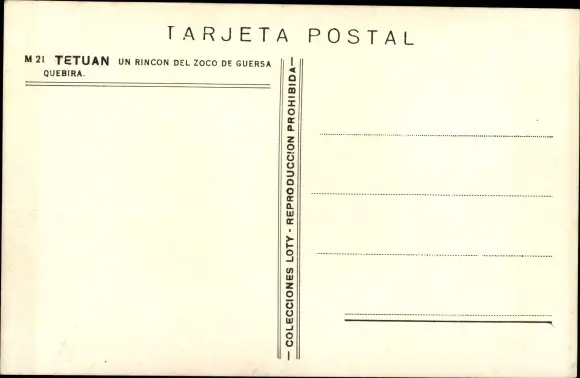 TARJETA POSTAL
M 21 TETUAN UN RINCON DEL ZOCO DE GUERSA
QUEBIRA.
—COLECCIONES LOTY - REPRODUCCION PROHIBIDA—